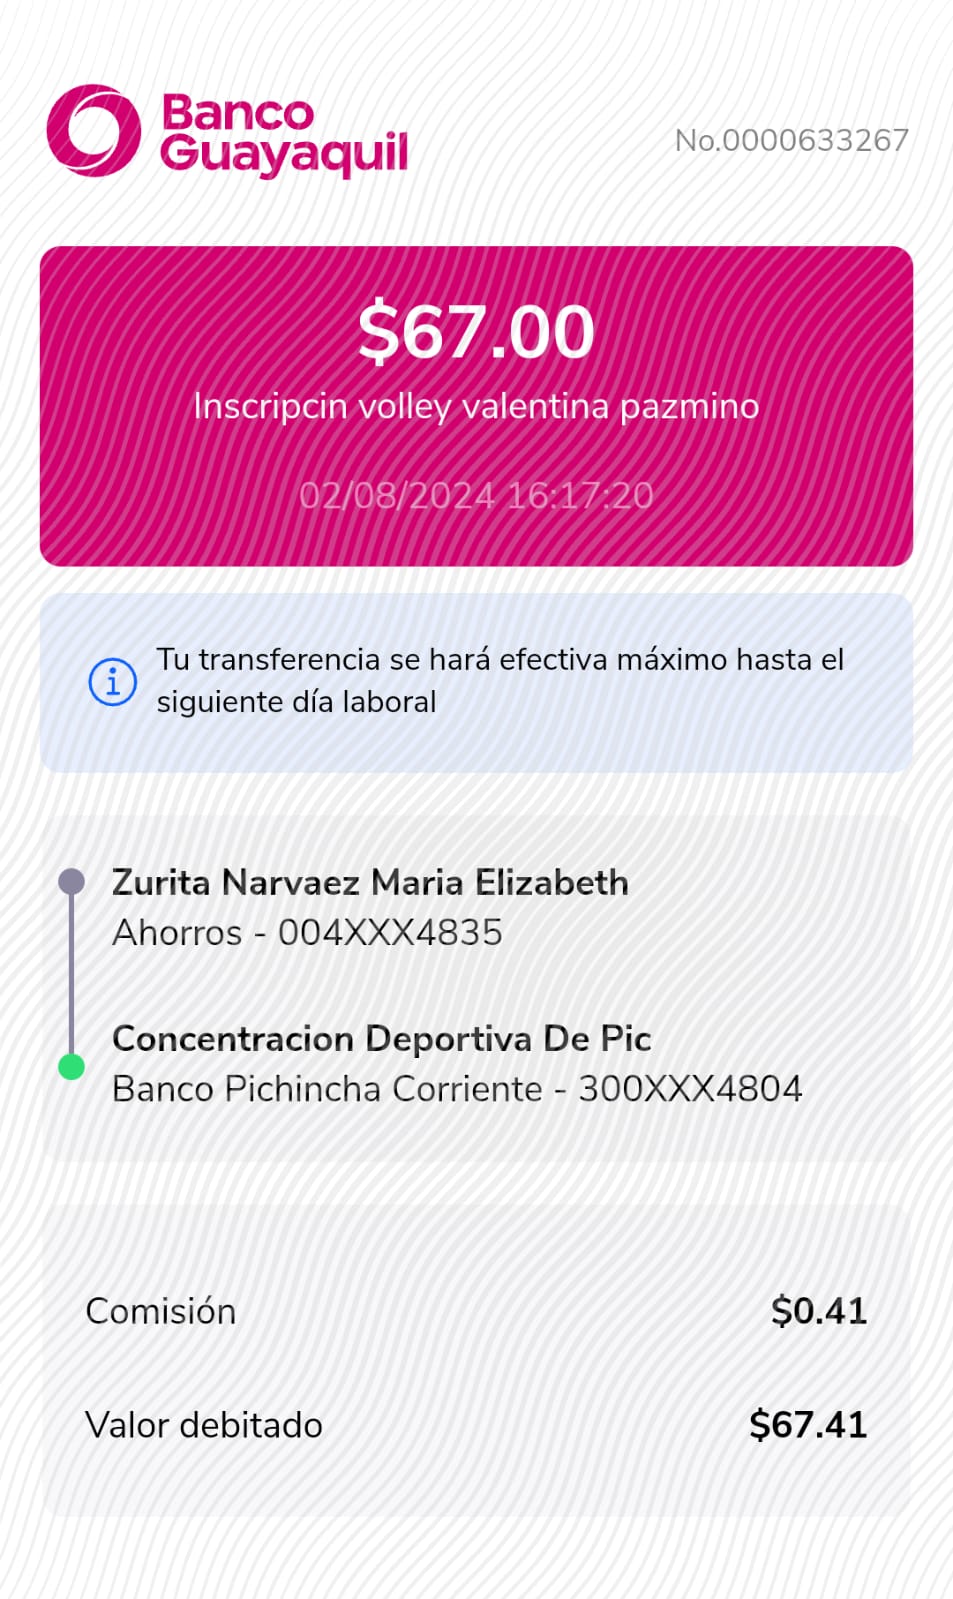 Banco
Guayaquil
No.0000633267
$67.00
Inscripcin volley valentina pazmino
02/08/2024 16:17:20
Tu transferencia se hará efectiva máximo hasta el
siguiente día laboral
Zurita Narvaez Maria Elizabeth
Ahorros - 004XXX4835
Concentracion Deportiva De Pic
Banco Pichincha Corriente - 300XXX4804
Comisión $0.41
Valor debitado $67.41